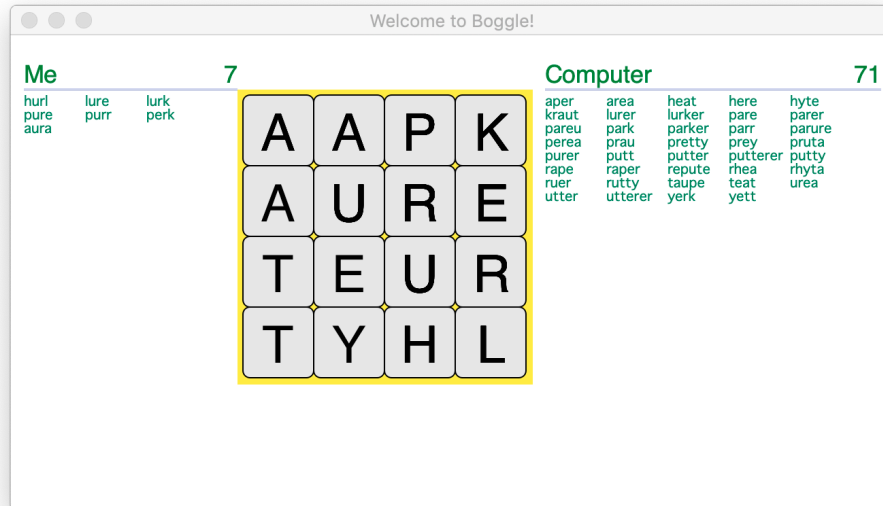 Welcome to Boggle!
Me 7
hurl lure lurk
pure purr perk
aura
A A P K
A U R E
T E U R
T Y H L
Computer 71
aper area heat here hyte
kraut lurer lurker pare parer
pareu park parker parr parure
perea prau pretty prey pruta
purer putt putter putterer putty
rape raper repute rhea rhyta
ruer rutty taupe teat urea
utter utterer yerk yett